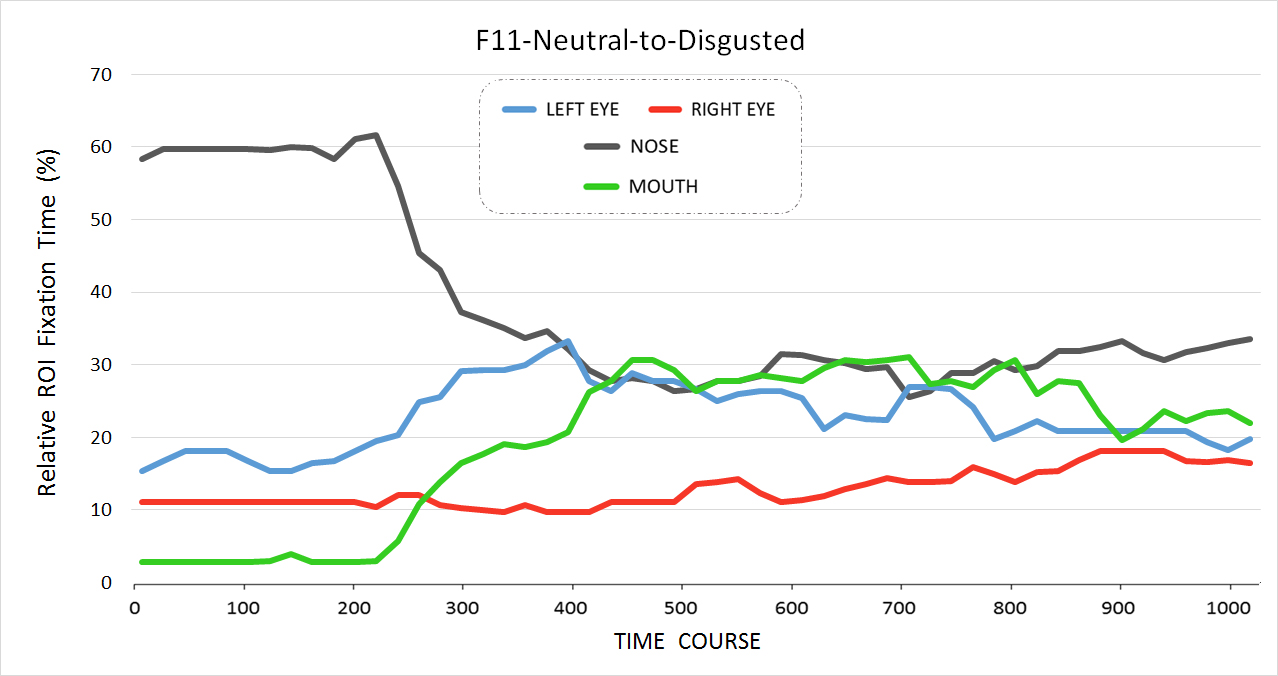 F11-Neutral-to-Disgusted
70
60
50
40
30
20
10
0
Relative ROI Fixation Time (%)
LEFT EYE RIGHT EYE
NOSE
MOUTH
0 100 200 300 400 500 600 700 800 900 1000
TIME COURSE